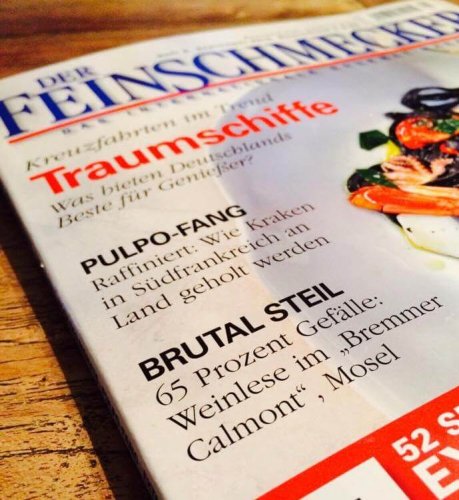 DER
FEINSCHMECKER
Kreuzfahrten im Trend
Traumschiffe
Was bieten Deutschlands
Beste für Genießer?
PULPO-FANG
Raffiniert: Wie Kraken
in Südfrankreich an
Land geholt werden
BRUTAL STEIL
65 Prozent Gefälle:
Weinlese im „Bremmer
Calmont“, Mosel
52